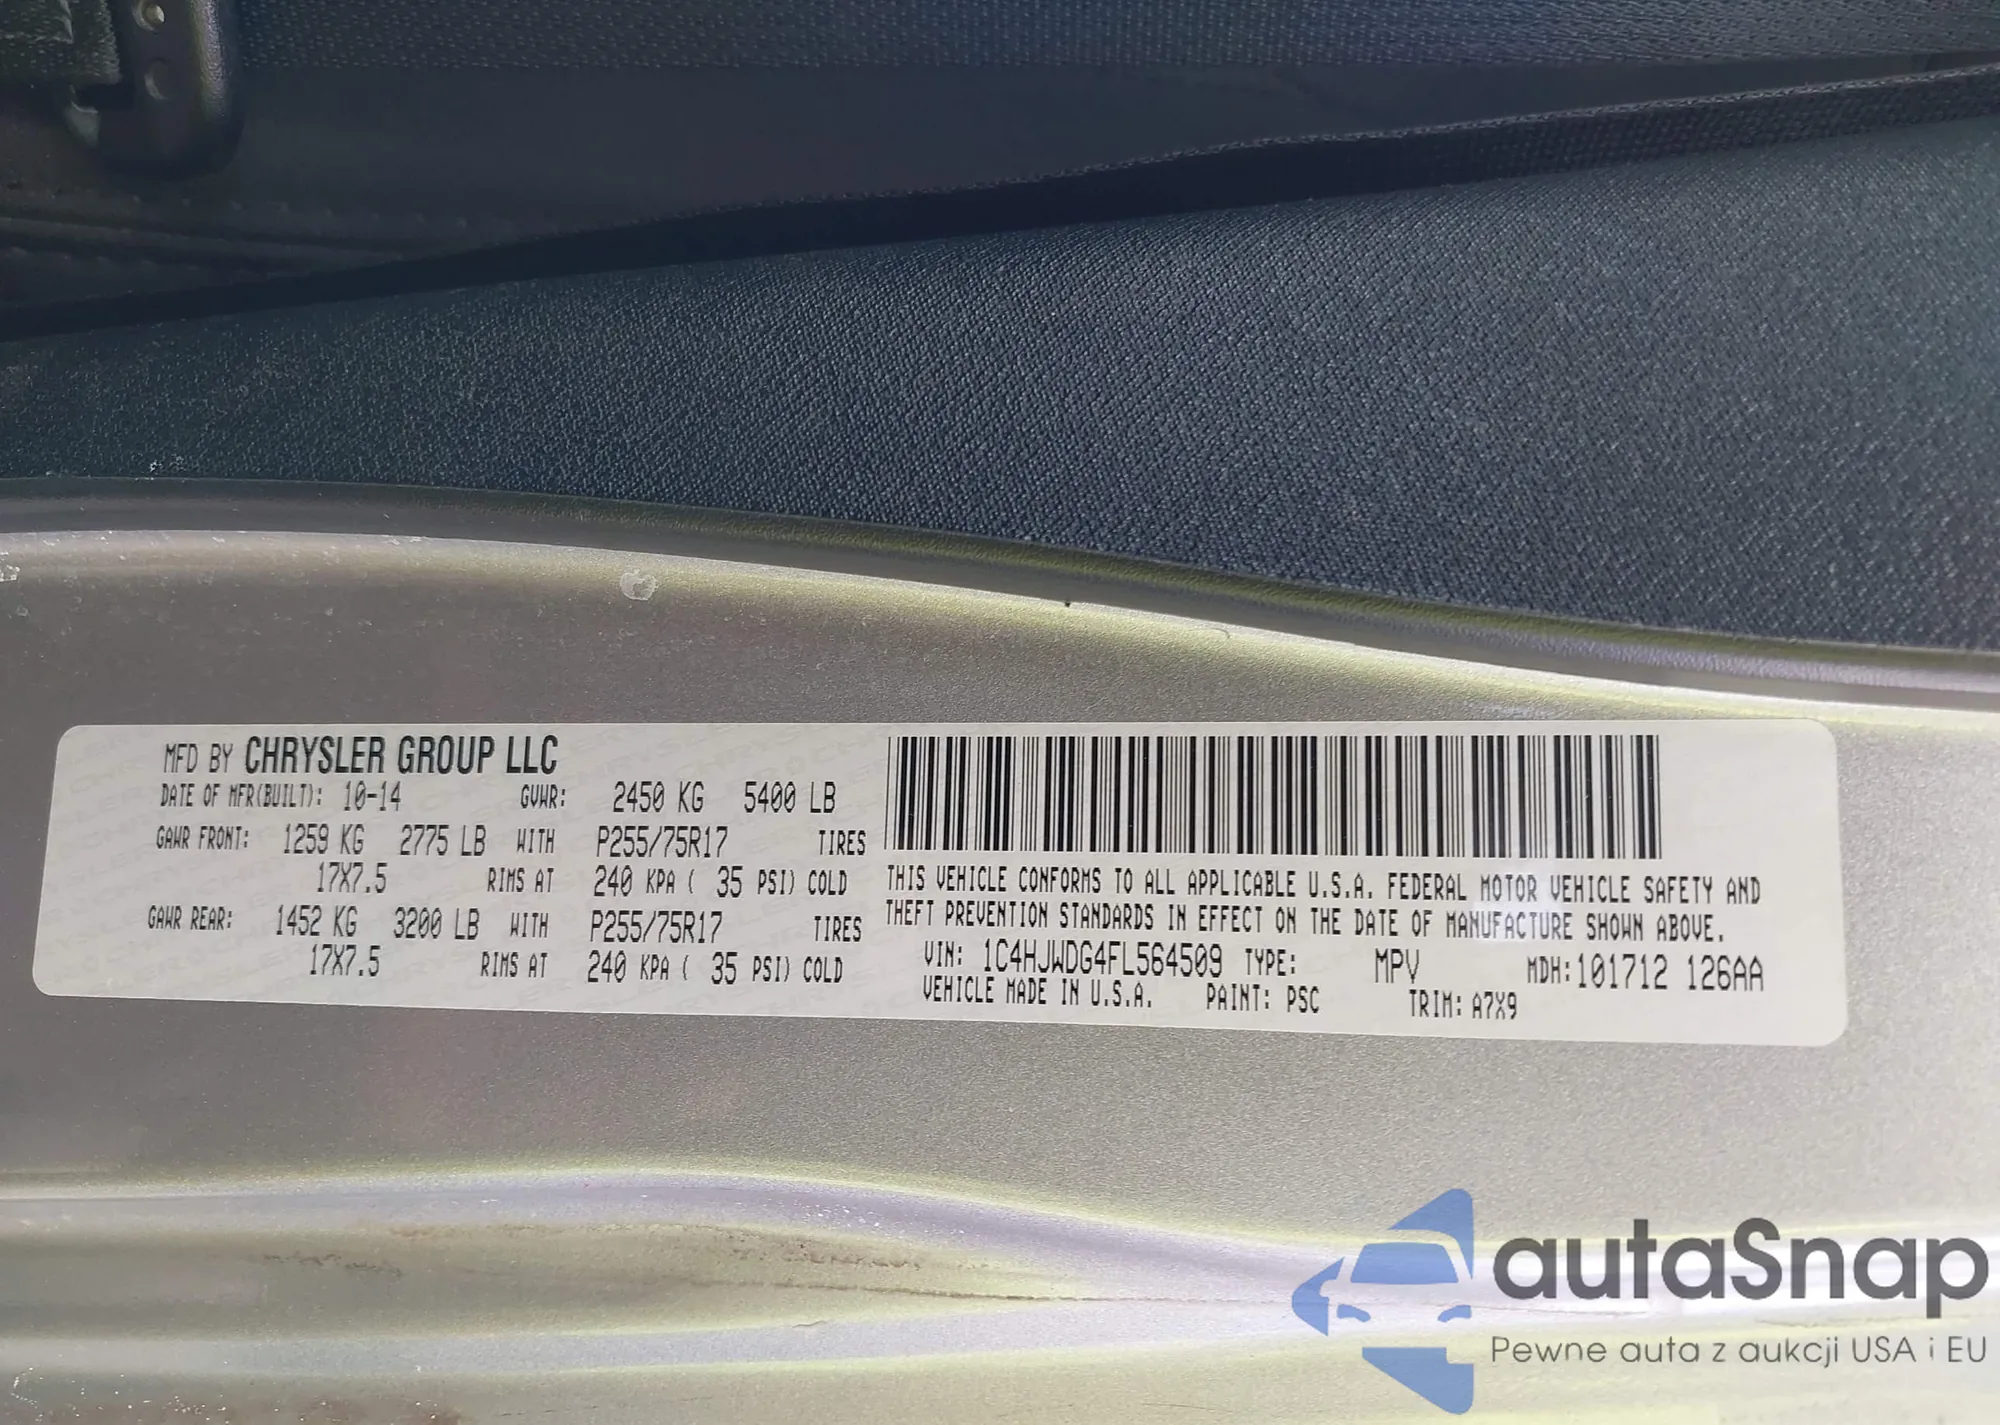 MFD BY CHRYSLER GROUP LLC
DATE OF MFR(BUILT): 10-14 GVWR: 2450 KG 5400 LB
GAWR FRONT: 1259 KG 2775 LB WITH P255/75R17 TIRES
17X7.5 RIMS AT 240 KPA ( 35 PSI) COLD
GAWR REAR: 1452 KG 3200 LB WITH P255/75R17 TIRES
17X7.5 RIMS AT 240 KPA ( 35 PSI) COLD
THIS VEHICLE CONFORMS TO ALL APPLICABLE U.S.A. FEDERAL MOTOR VEHICLE SAFETY AND
THEFT PREVENTION STANDARDS IN EFFECT ON THE DATE OF MANUFACTURE SHOWN ABOVE.
VIN: 1C4HJWDG4FL564509 TYPE: MPV MDH:101712 126AA
VEHICLE MADE IN U.S.A. PAINT: PSC TRIM: A7X9
autaSnap
Pewne auta z aukcji USA i EU